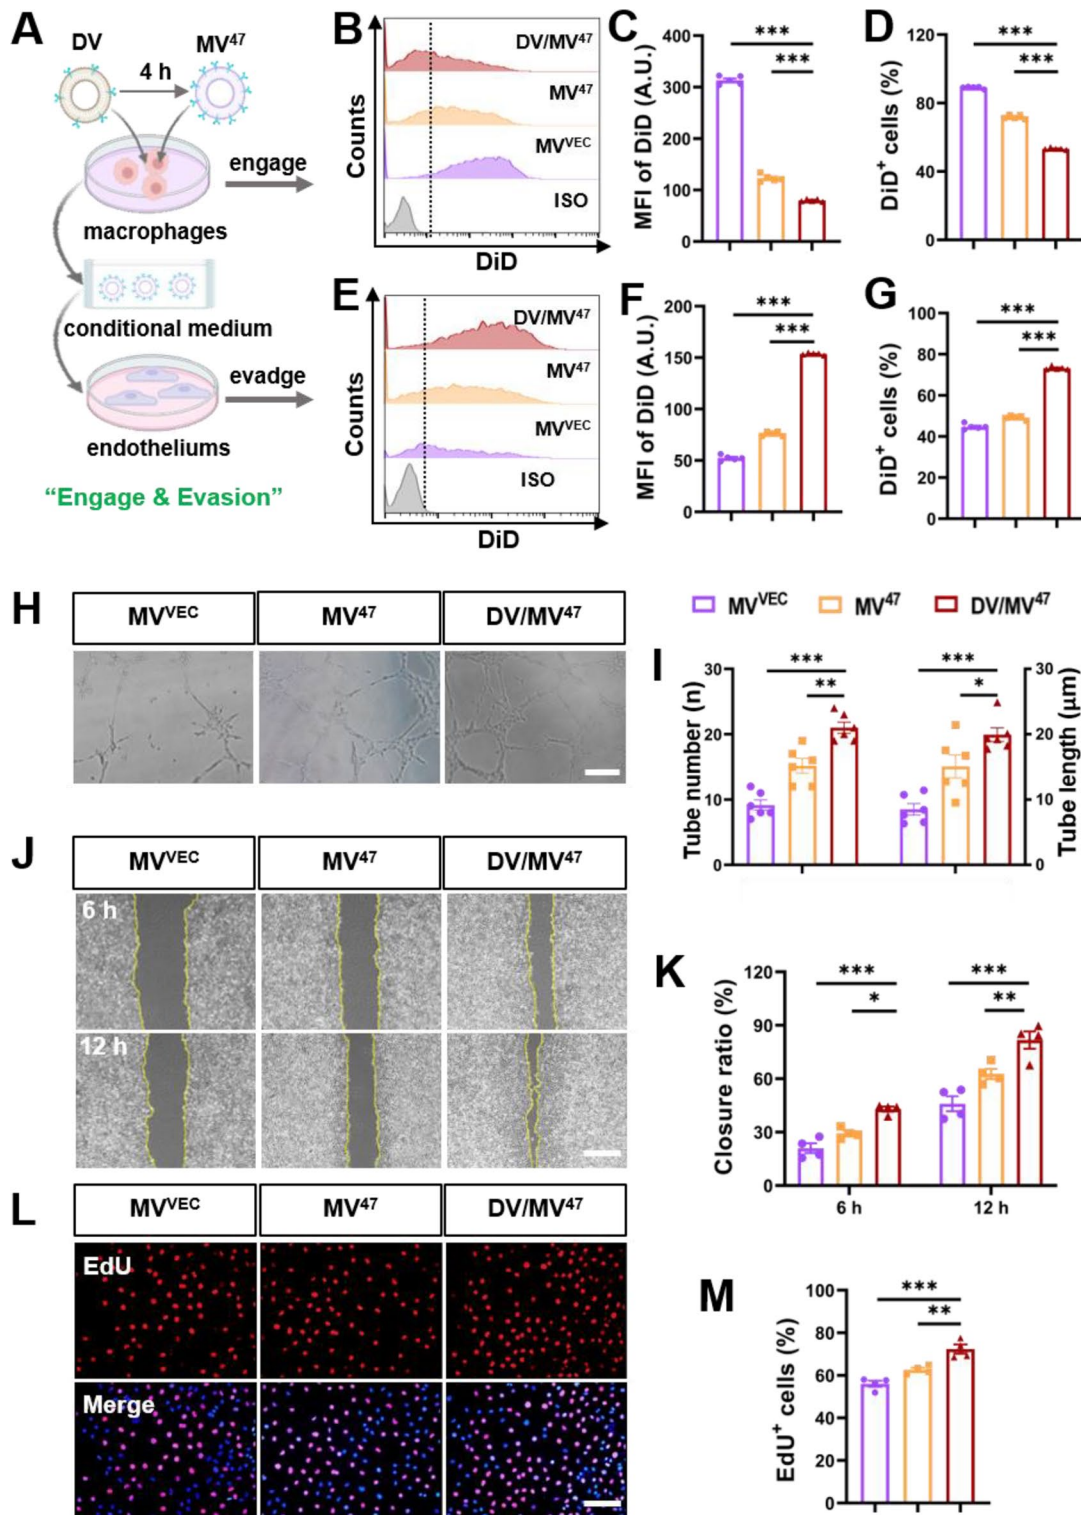 A
DV
MV47
4 h
engage
macrophages
conditional medium
evadge
endotheliums
“Engage & Evasion”
B
DV/MV47
MV47
MVVEC
ISO
Counts
DiD
C
MFI of DiD (A.U.)
400
300
200
100
0
***
***
D
DiD+ cells (%)
120
80
40
0
***
***
E
DV/MV47
MV47
MVVEC
ISO
Counts
DiD
F
MFI of DiD (A.U.)
200
150
100
50
0
***
***
G
DiD+ cells (%)
100
80
60
40
20
0
***
***
H
MVVEC
MV47
DV/MV47
MVVEC
MV47
DV/MV47
I
Tube number (n)
30
20
10
0
***
**
***
*
30
20
10
0
Tube length (μm)
J
MVVEC
MV47
DV/MV47
6 h
12 h
K
Closure ratio (%)
120
90
60
30
0
***
*
***
**
6 h
12 h
L
MVVEC
MV47
DV/MV47
EdU
Merge
M
EdU+ cells (%)
100
80
60
40
20
0
***
**